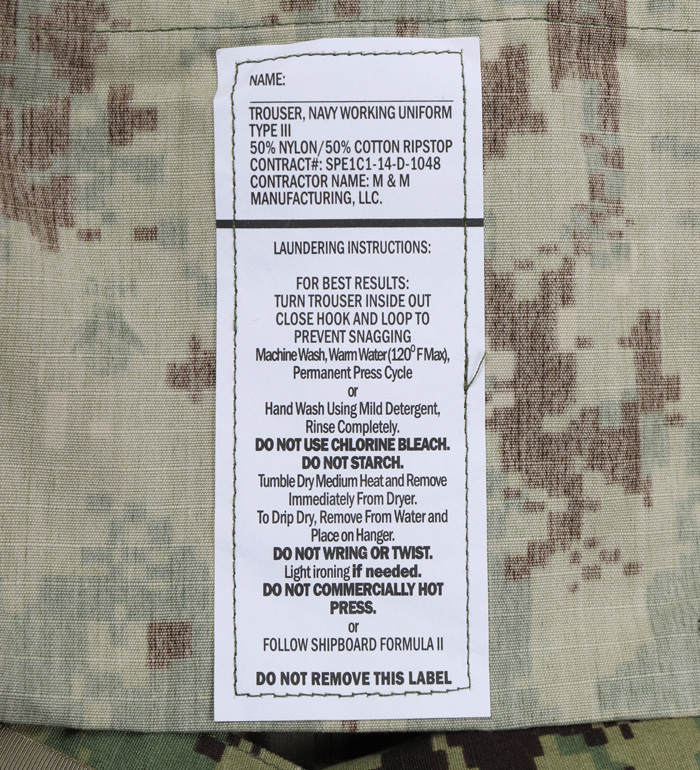 NAME:
TROUSER, NAVY WORKING UNIFORM
TYPE III
50% NYLON/50% COTTON RIPSTOP
CONTRACT#: SPE1C1-14-D-1048
CONTRACTOR NAME: M & M
MANUFACTURING, LLC.
LAUNDERING INSTRUCTIONS:
FOR BEST RESULTS:
TURN TROUSER INSIDE OUT
CLOSE HOOK AND LOOP TO
PREVENT SNAGGING
Machine Wash, Warm Water (120⁰ F Max),
Permanent Press Cycle
or
Hand Wash Using Mild Detergent,
Rinse Completely.
DO NOT USE CHLORINE BLEACH.
DO NOT STARCH.
Tumble Dry Medium Heat and Remove
Immediately From Dryer.
To Drip Dry, Remove From Water and
Place on Hanger.
DO NOT WRING OR TWIST.
Light ironing if needed.
DO NOT COMMERCIALLY HOT
PRESS.
or
FOLLOW SHIPBOARD FORMULA II
DO NOT REMOVE THIS LABEL